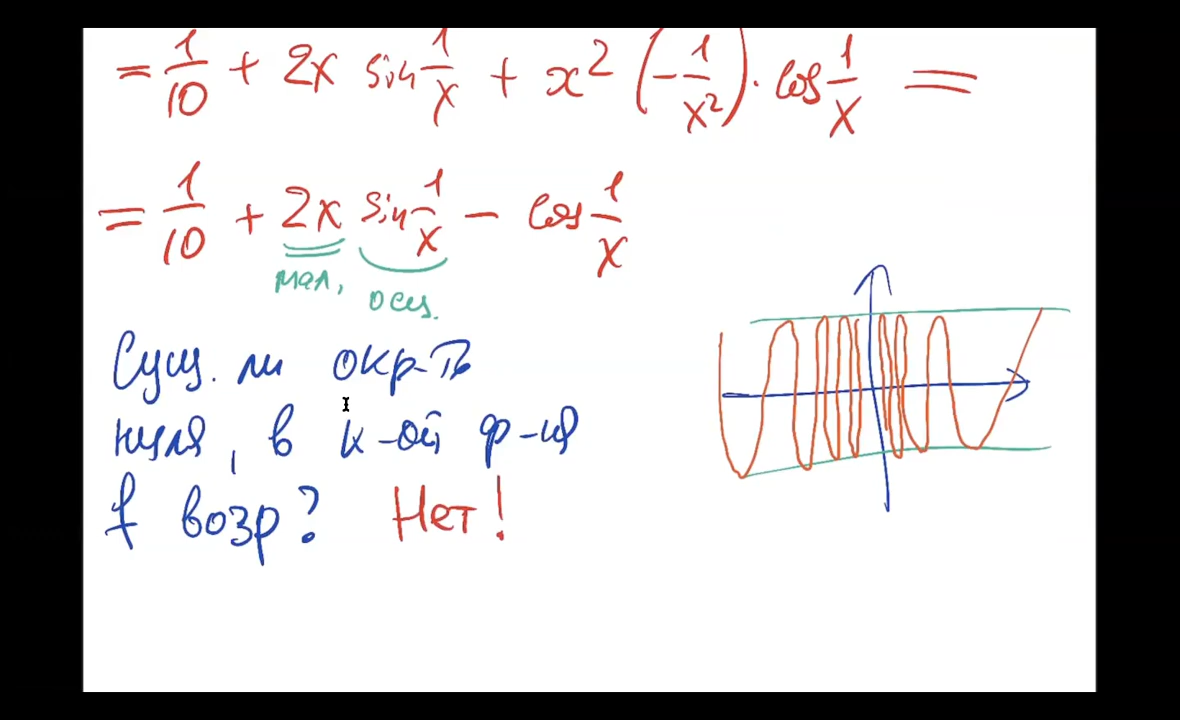 = 1/10 + 2x sin 1/x + x² (-1/x²) · cos 1/x =
= 1/10 + 2x sin 1/x - cos 1/x
мал, осц.
Сущ. ли окр-ть
нуля, в к-ой ф-ия
f возр? Нет!